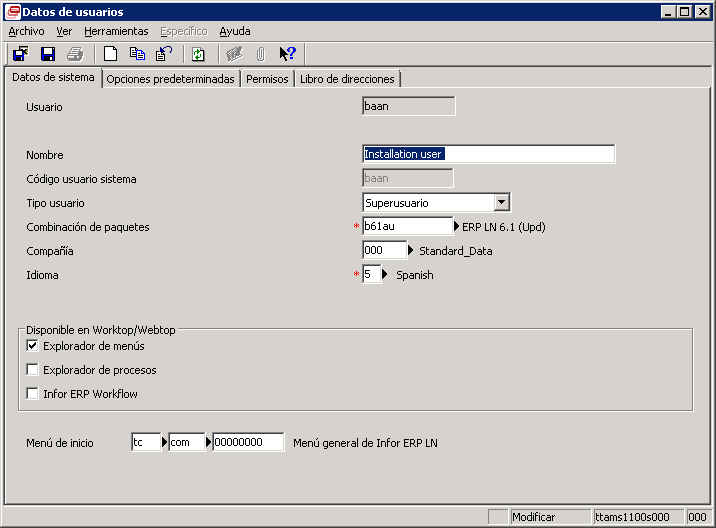 Datos de usuarios
Archivo Ver Herramientas Específico Ayuda
Datos de sistema Opciones predeterminadas Permisos Libro de direcciones
Usuario baan
Nombre Installation user
Código usuario sistema baan
Tipo usuario Superusuario
Combinación de paquetes * b61au ERP LN 6.1 (Upd)
Compañía 000 Standard_Data
Idioma * 5 Spanish
Disponible en Worktop/Webtop
Explorador de menús
Explorador de procesos
Infor ERP Workflow
Menú de inicio tc com 00000000 Menú general de Infor ERP LN
Modificar ttams1100s000 000